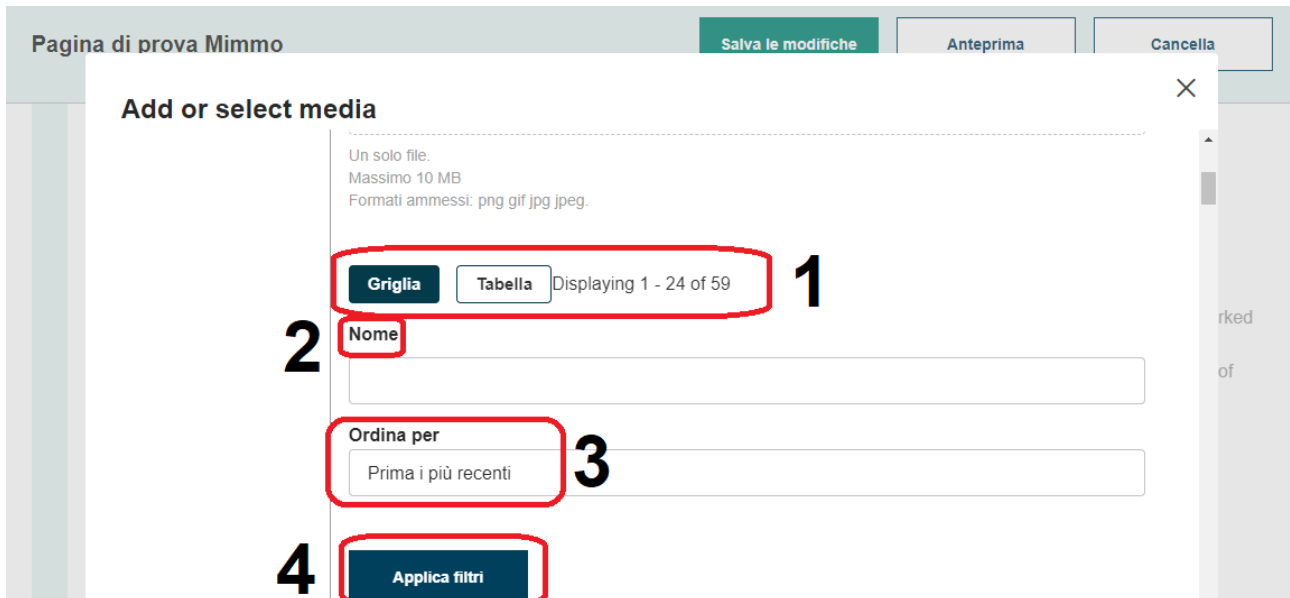 Pagina di prova Mimmo
Salva le modifiche
Anteprima
Cancella
Add or select media
Un solo file.
Massimo 10 MB
Formati ammessi: png gif jpg jpeg.
Griglia Tabella Displaying 1 - 24 of 59
1
2
Nome
Ordina per
Prima i più recenti
3
4
Applica filtri
rked
of